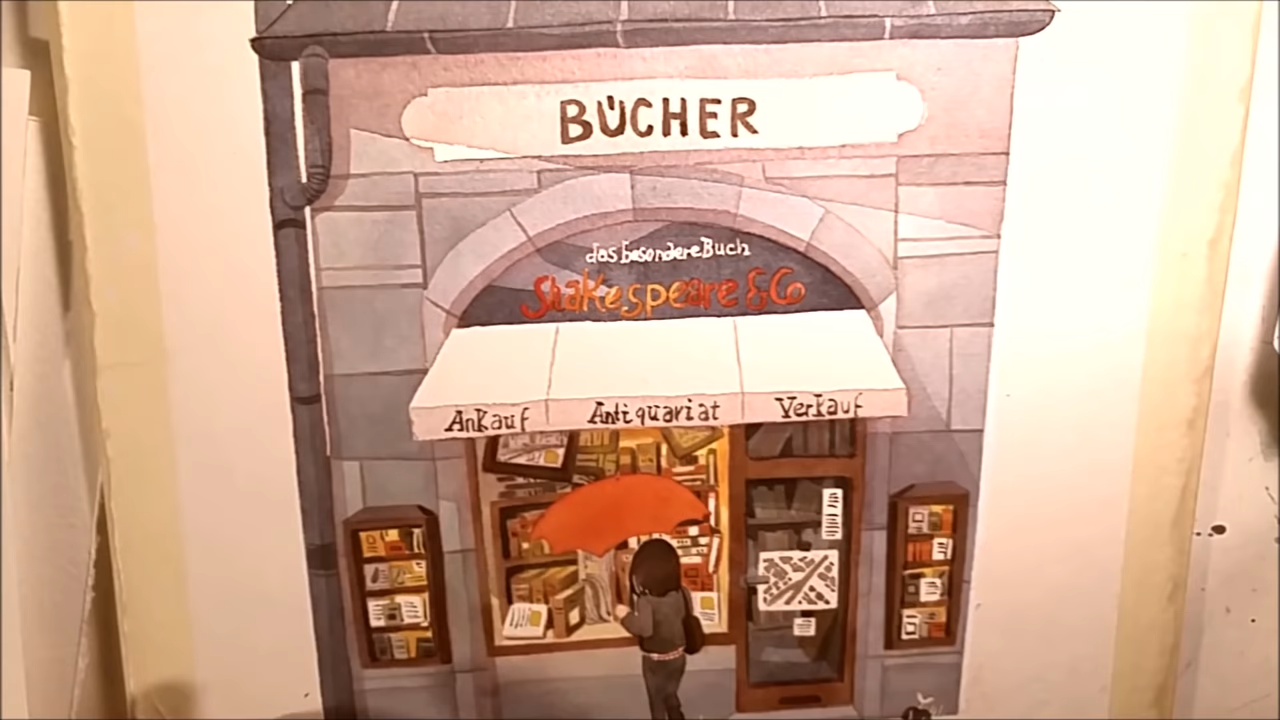 BÜCHER
das besondere Buch
Shakespeare & Co
Ankauf Antiquariat Verkauf